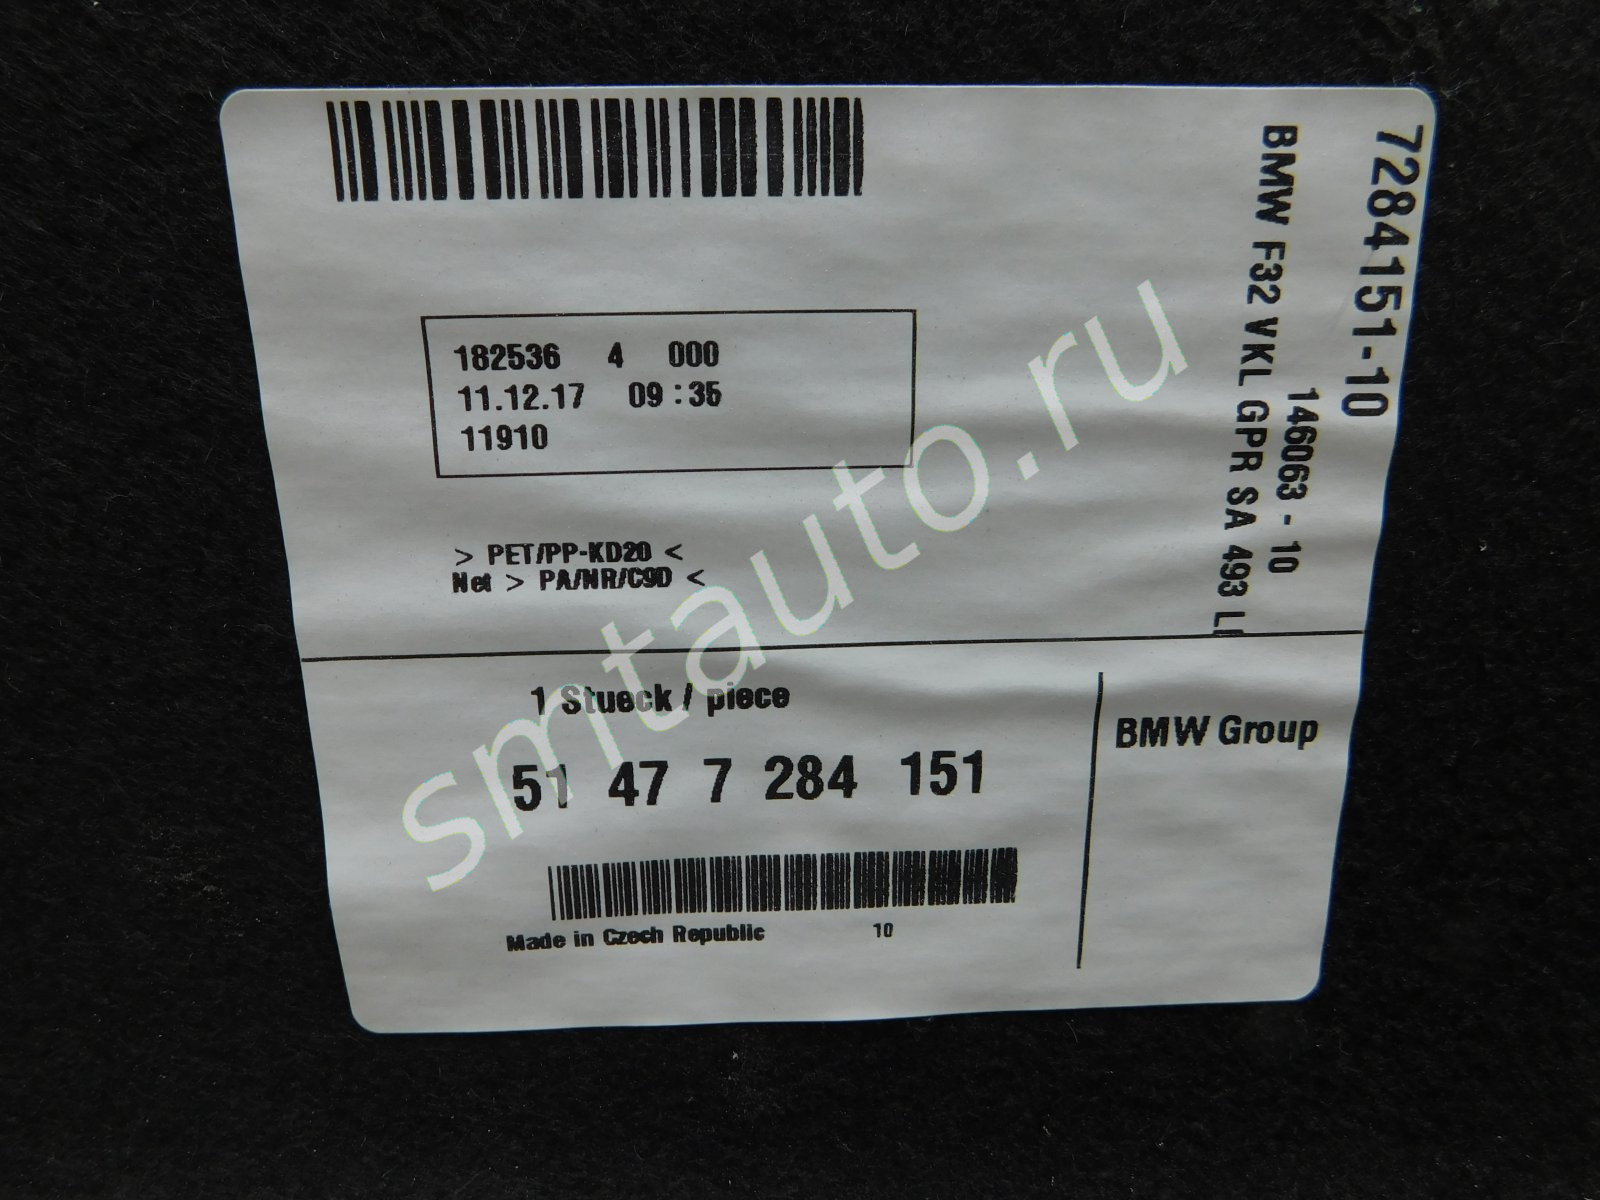 182536 4 000
11.12.17 09:35
11910
> PET/PP-KD20 <
Net > PA/NR/C9D <
7284151-10
146063 - 10
BMW F32 VKL GPR SA 493
1 Stueck / piece
51 47 7 284 151
Made in Czech Republic 10
BMW Group
smtauto.ru